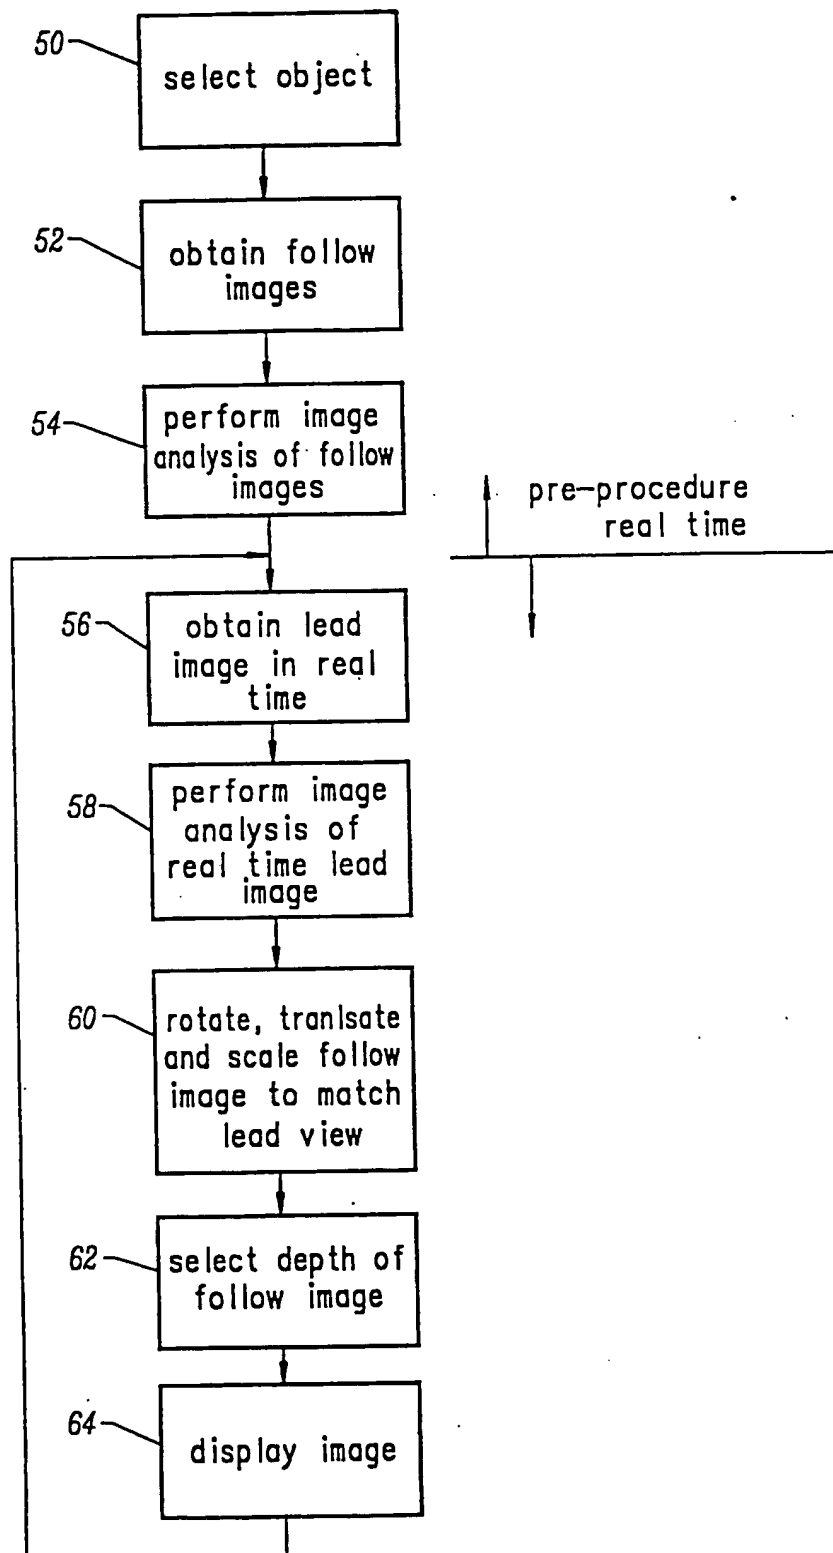 50
select object
52
obtain follow
images
54
perform image
analysis of follow
images
pre-procedure
real time
56
obtain lead
image in real
time
58
perform image
analysis of
real time lead
image
60
rotate, tranlsate
and scale follow
image to match
lead view
62
select depth of
follow image
64
display image